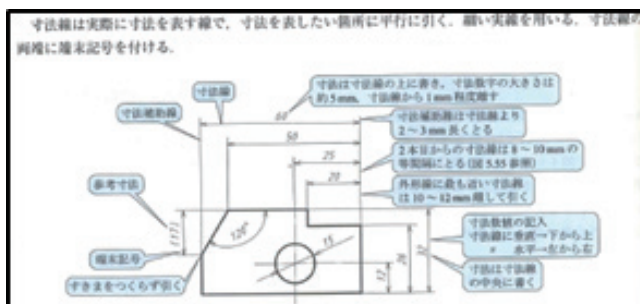 寸法線は実際に寸法を表す線で，寸法を表したい箇所に平行に引く．細い実線を用いる．寸法線の
両端に端末記号を付ける．
寸法線
寸法は寸法線の上に書き，寸法数字の大きさは
約5mm，寸法線から1mm程度離す
寸法補助線
60
寸法補助線は寸法線より
2～3mm長くとる
50
2本目からの寸法線は8～10mmの
等間隔にとる(図5.55参照)
25
参考寸法
20
外形線に最も近い寸法線
は10～12mm離して引く
(17)
120°
15
寸法数値の記入
寸法線に垂直―下から上
〃 水平―左から右
端末記号
12
26
32
寸法は寸法線
の中央に書く
すきまをつくらず引く